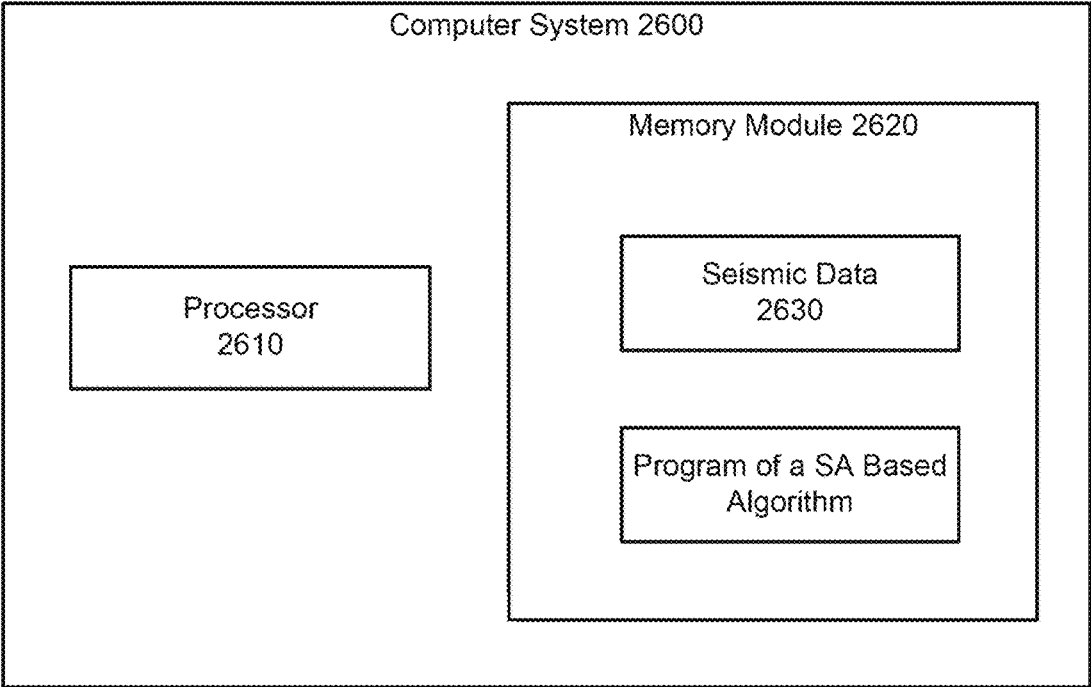 Computer System 2600
Memory Module 2620
Processor
2610
Seismic Data
2630
Program of a SA Based
Algorithm